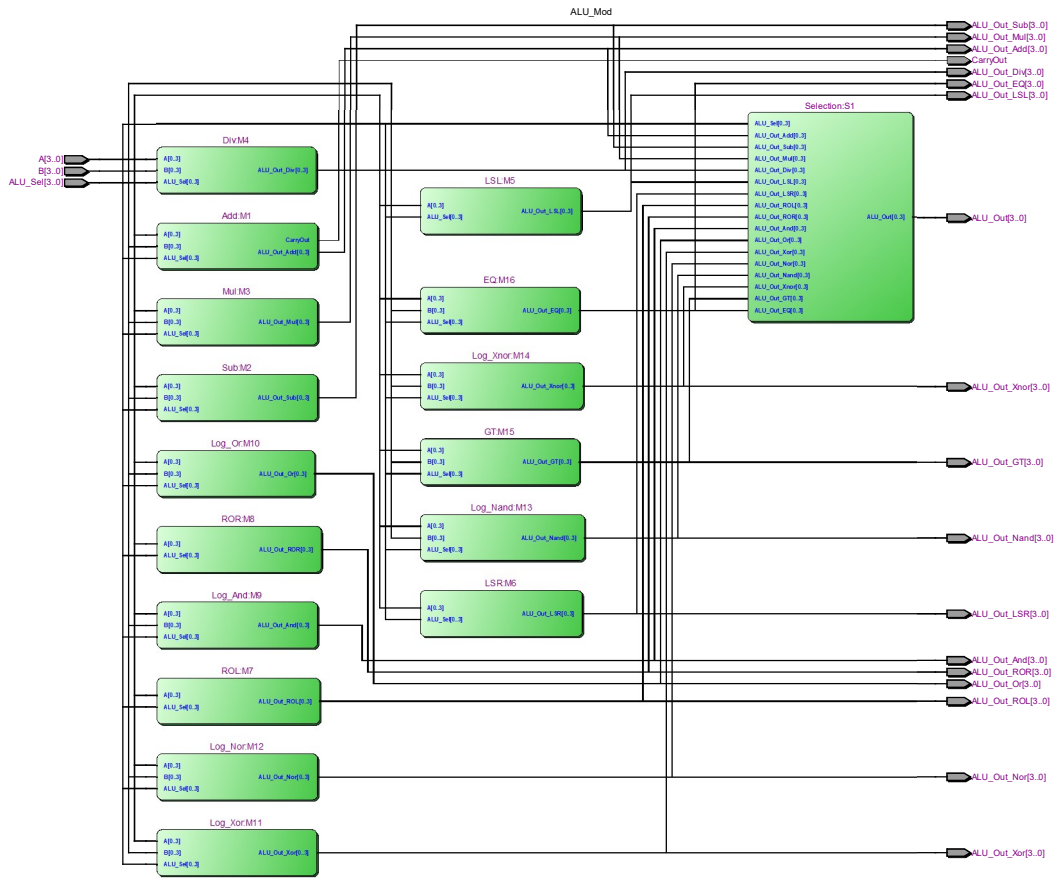 ALU_Mod
A[3..0]
B[3..0]
ALU_Sel[3..0]
Div:M4
A[0..3]
B[0..3]
ALU_Sel[0..3]
ALU_Out_Div[0..3]
Add:M1
A[0..3]
B[0..3]
ALU_Sel[0..3]
CarryOut
ALU_Out_Add[0..3]
Mul:M3
A[0..3]
B[0..3]
ALU_Sel[0..3]
ALU_Out_Mul[0..3]
Sub:M2
A[0..3]
B[0..3]
ALU_Sel[0..3]
ALU_Out_Sub[0..3]
Log_Or:M10
A[0..3]
B[0..3]
ALU_Sel[0..3]
ALU_Out_Or[0..3]
ROR:M8
A[0..3]
ALU_Sel[0..3]
ALU_Out_ROR[0..3]
Log_And:M9
A[0..3]
B[0..3]
ALU_Sel[0..3]
ALU_Out_And[0..3]
ROL:M7
A[0..3]
ALU_Sel[0..3]
ALU_Out_ROL[0..3]
Log_Nor:M12
A[0..3]
B[0..3]
ALU_Sel[0..3]
ALU_Out_Nor[0..3]
Log_Xor:M11
A[0..3]
B[0..3]
ALU_Sel[0..3]
ALU_Out_Xor[0..3]
LSL:M5
A[0..3]
ALU_Sel[0..3]
ALU_Out_LSL[0..3]
EQ:M16
A[0..3]
B[0..3]
ALU_Sel[0..3]
ALU_Out_EQ[0..3]
Log_Xnor:M14
A[0..3]
B[0..3]
ALU_Sel[0..3]
ALU_Out_Xnor[0..3]
GT:M15
A[0..3]
B[0..3]
ALU_Sel[0..3]
ALU_Out_GT[0..3]
Log_Nand:M13
A[0..3]
B[0..3]
ALU_Sel[0..3]
ALU_Out_Nand[0..3]
LSR:M6
A[0..3]
ALU_Sel[0..3]
ALU_Out_LSR[0..3]
Selection:S1
ALU_Sel[0..3]
ALU_Out_Add[0..3]
ALU_Out_Sub[0..3]
ALU_Out_Mul[0..3]
ALU_Out_Div[0..3]
ALU_Out_LSL[0..3]
ALU_Out_LSR[0..3]
ALU_Out_ROL[0..3]
ALU_Out_ROR[0..3]
ALU_Out_And[0..3]
ALU_Out_Or[0..3]
ALU_Out_Xor[0..3]
ALU_Out_Nor[0..3]
ALU_Out_Nand[0..3]
ALU_Out_Xnor[0..3]
ALU_Out_GT[0..3]
ALU_Out_EQ[0..3]
ALU_Out[0..3]
ALU_Out_Sub[3..0]
ALU_Out_Mul[3..0]
ALU_Out_Add[3..0]
CarryOut
ALU_Out_Div[3..0]
ALU_Out_EQ[3..0]
ALU_Out_LSL[3..0]
ALU_Out[3..0]
ALU_Out_Xnor[3..0]
ALU_Out_GT[3..0]
ALU_Out_Nand[3..0]
ALU_Out_LSR[3..0]
ALU_Out_And[3..0]
ALU_Out_ROR[3..0]
ALU_Out_Or[3..0]
ALU_Out_ROL[3..0]
ALU_Out_Nor[3..0]
ALU_Out_Xor[3..0]